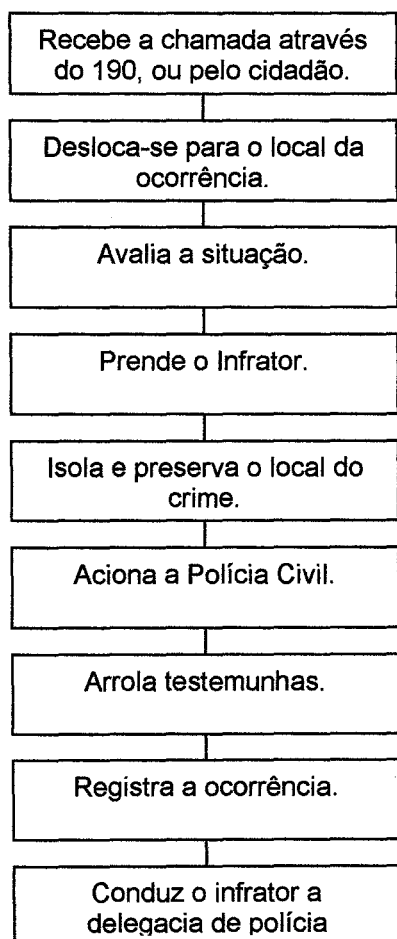 Recebe a chamada através
do 190, ou pelo cidadão.
Desloca-se para o local da
ocorrência.
Avalia a situação.
Prende o Infrator.
Isola e preserva o local do
crime.
Aciona a Polícia Civil.
Arrola testemunhas.
Registra a ocorrência.
Conduz o infrator a
delegacia de polícia